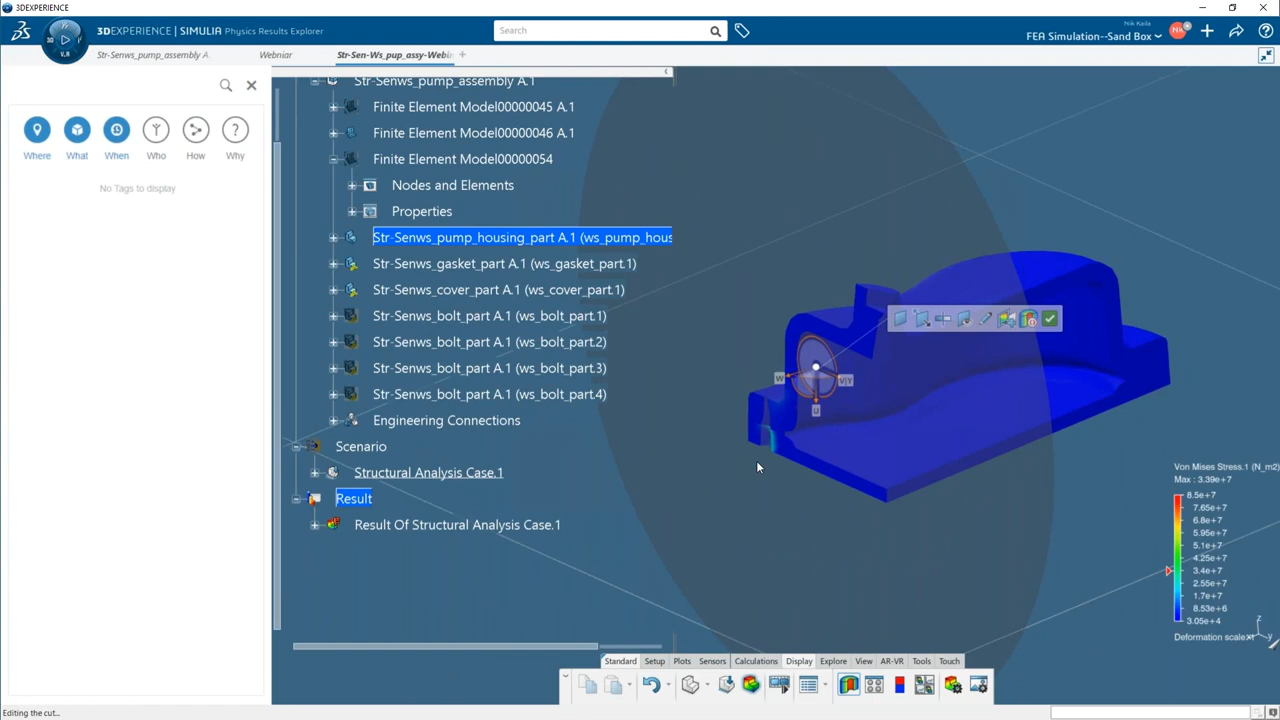 3DEXPERIENCE
3DEXPERIENCE | SIMULIA Physics Results Explorer
Search
Nik Kaila
FEA Simulation--Sand Box
NK
V.R
Str-Senws_pump_assembly A.
Webniar
Str-Sen-Ws_pup_assy-Webi
Where
What
When
Who
How
Why
No Tags to display
Str-Senws_pump_assembly A.1
Finite Element Model00000045 A.1
Finite Element Model00000046 A.1
Finite Element Model00000054
Nodes and Elements
Properties
Str-Senws_pump_housing_part A.1 (ws_pump_hous
Str-Senws_gasket_part A.1 (ws_gasket_part.1)
Str-Senws_cover_part A.1 (ws_cover_part.1)
Str-Senws_bolt_part A.1 (ws_bolt_part.1)
Str-Senws_bolt_part A.1 (ws_bolt_part.2)
Str-Senws_bolt_part A.1 (ws_bolt_part.3)
Str-Senws_bolt_part A.1 (ws_bolt_part.4)
Engineering Connections
Scenario
Structural Analysis Case.1
Result
Result Of Structural Analysis Case.1
W
V|Y
U
Von Mises Stress.1 (N_m2)
Max : 3.39e+7
8.5e+7
7.65e+7
6.8e+7
5.95e+7
5.1e+7
4.25e+7
3.4e+7
2.55e+7
1.7e+7
8.53e+6
3.05e+4
Deformation scale
z
x
y
Standard Setup Plots Sensors Calculations Display Explore View AR-VR Tools Touch
Editing the cut...